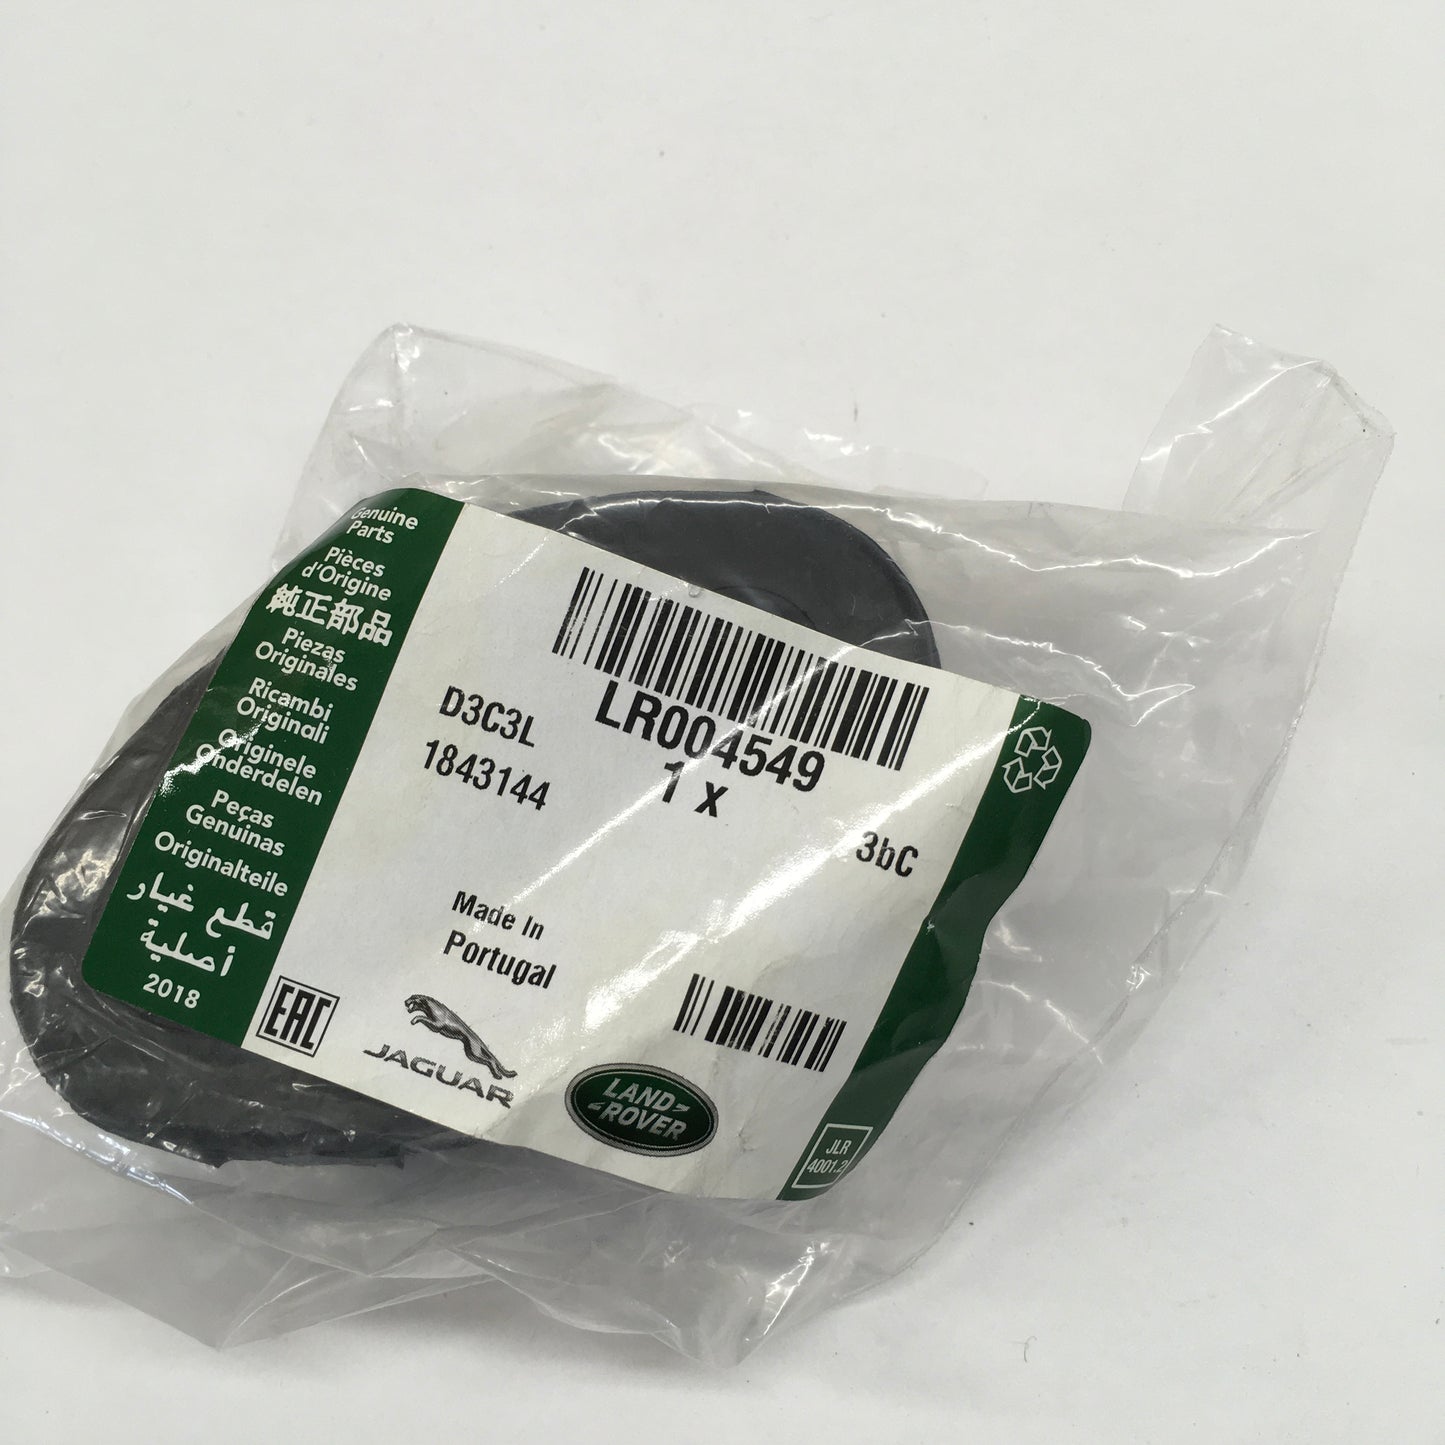 Genuine
Parts
Pièces
d'Origine
純正部品
Piezas
Originales
Ricambi
Originali
Originele
Onderdelen
Peças
Genuinas
Originalteile
قطع غيار
أصلية
2018
LR004549
1 x
D3C3L
1843144
3bC
Made In
Portugal
EAC
JAGUAR
LAND
ROVER
JLR
4001.2